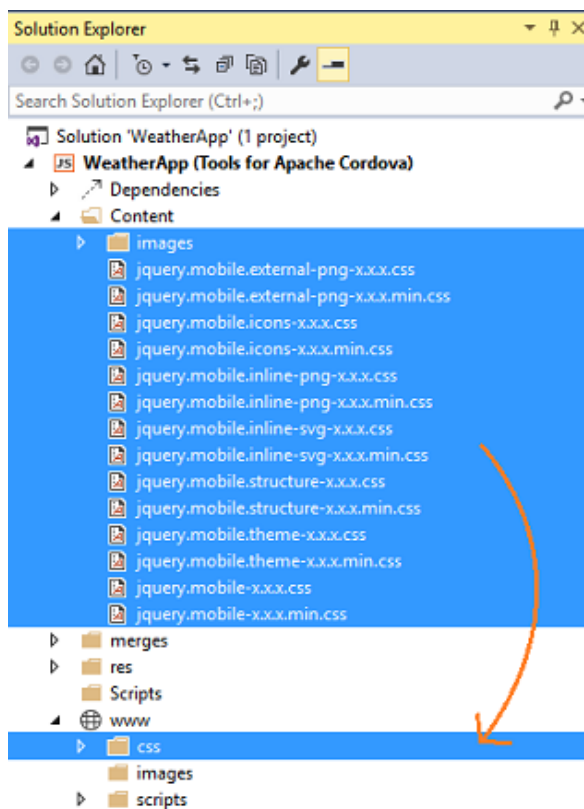 Solution Explorer
Search Solution Explorer (Ctrl+;)
Solution 'WeatherApp' (1 project)
JS WeatherApp (Tools for Apache Cordova)
Dependencies
Content
images
jquery.mobile.external-png-x.x.x.css
jquery.mobile.external-png-x.x.x.min.css
jquery.mobile.icons-x.x.x.css
jquery.mobile.icons-x.x.x.min.css
jquery.mobile.inline-png-x.x.x.css
jquery.mobile.inline-png-x.x.x.min.css
jquery.mobile.inline-svg-x.x.x.css
jquery.mobile.inline-svg-x.x.x.min.css
jquery.mobile.structure-x.x.x.css
jquery.mobile.structure-x.x.x.min.css
jquery.mobile.theme-x.x.x.css
jquery.mobile.theme-x.x.x.min.css
jquery.mobile-x.x.x.css
jquery.mobile-x.x.x.min.css
merges
res
Scripts
www
css
images
scripts